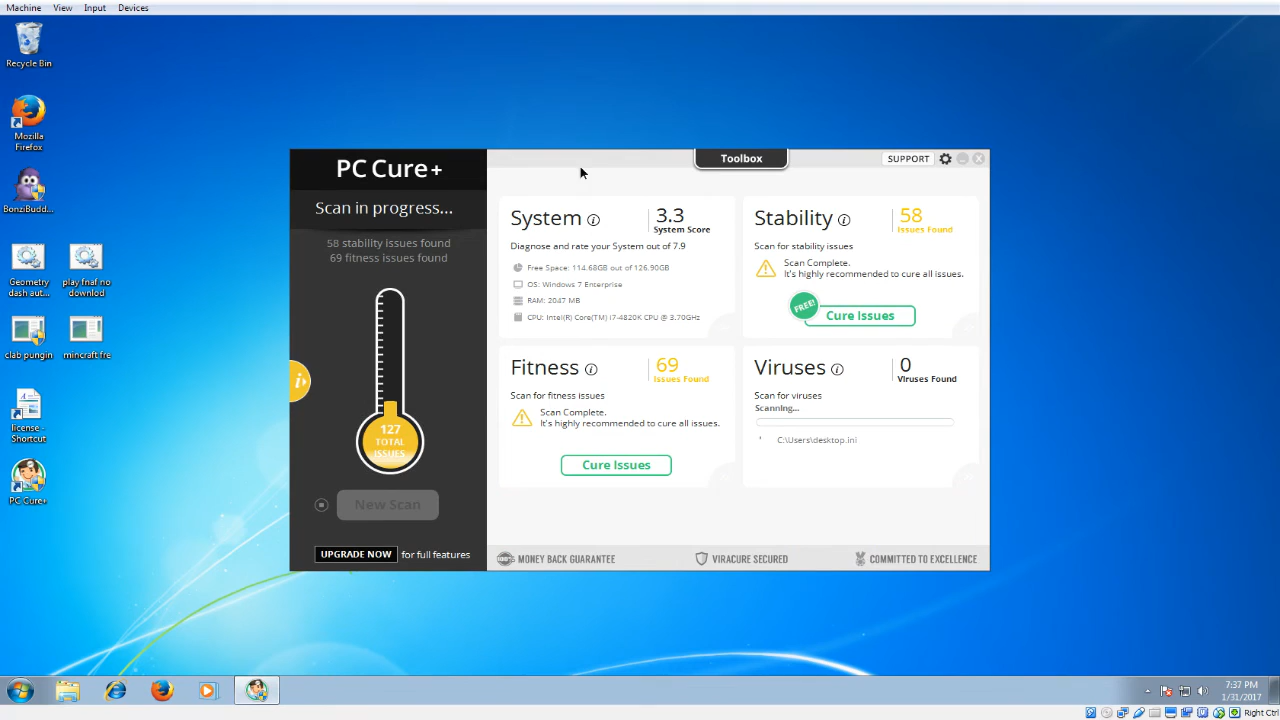 Machine View Input Devices
Recycle Bin
Mozilla
Firefox
BonziBudd...
Geometry
dash aut...
play fnaf no
downlod
clab pungin
mincraft fre
license -
Shortcut
PC Cure+
PC Cure+
Scan in progress...
58 stability issues found
69 fitness issues found
127
TOTAL
ISSUES
New Scan
UPGRADE NOW for full features
Toolbox
SUPPORT
System
3.3
System Score
Diagnose and rate your System out of 7.9
Free Space: 114.68GB out of 126.90GB
OS: Windows 7 Enterprise
RAM: 2047 MB
CPU: Intel(R) Core(TM) i7-4820K CPU @ 3.70GHz
Stability
58
Issues Found
Scan for stability issues
Scan Complete.
It's highly recommended to cure all issues.
FREE!
Cure Issues
Fitness
69
Issues Found
Scan for fitness issues
Scan Complete.
It's highly recommended to cure all issues.
Cure Issues
Viruses
0
Viruses Found
Scan for viruses
Scanning...
C:\Users\desktop.ini
MONEY BACK GUARANTEE
VIRACURE SECURED
COMMITTED TO EXCELLENCE
7:37 PM
1/31/2017
Right Ctrl